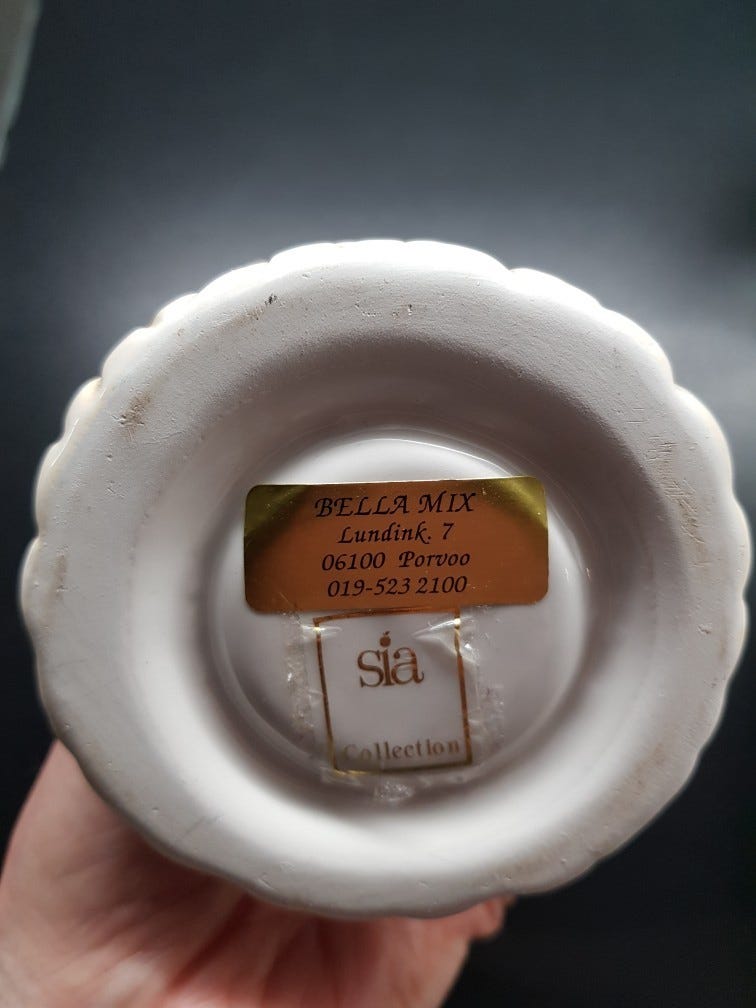 BELLA MIX
Lundink. 7
06100 Porvoo
019-523 2100
sia
Collection